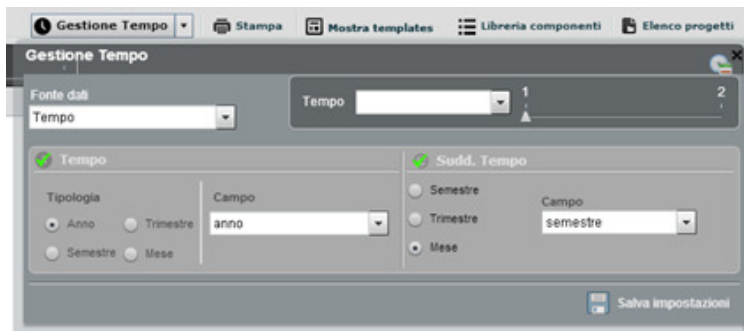 Gestione Tempo Stampa Mostra templates Libreria componenti Elenco progetti
Gestione Tempo
Fonte dati
Tempo
Tempo 1 2
Tempo
Tipologia
Anno Trimestre
Semestre Mese
Campo
anno
Sudd. Tempo
Semestre
Trimestre
Mese
Campo
semestre
Salva impostazioni